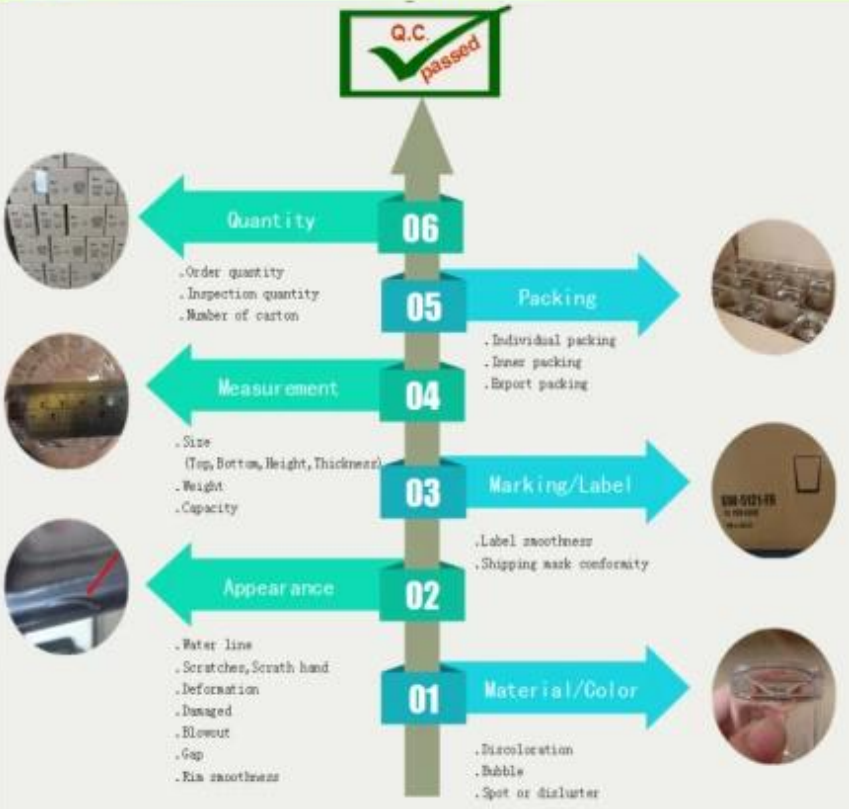 Q.C.
passed
06
Quantity
.Order quantity
.Inspection quantity
.Number of carton
05
Packing
.Individual packing
.Inner packing
.Export packing
04
Measurement
.Size
(Top,Bottom,Height,Thickness)
.Weight
.Capacity
03
Marking/Label
.Label smoothness
.Shipping mark conformity
02
Appearance
.Water line
.Scratches,Scrath hand
.Deformation
.Damaged
.Blowout
.Gap
.Rim smoothness
01
Material/Color
.Discoloration
.Bubble
.Spot or disluster